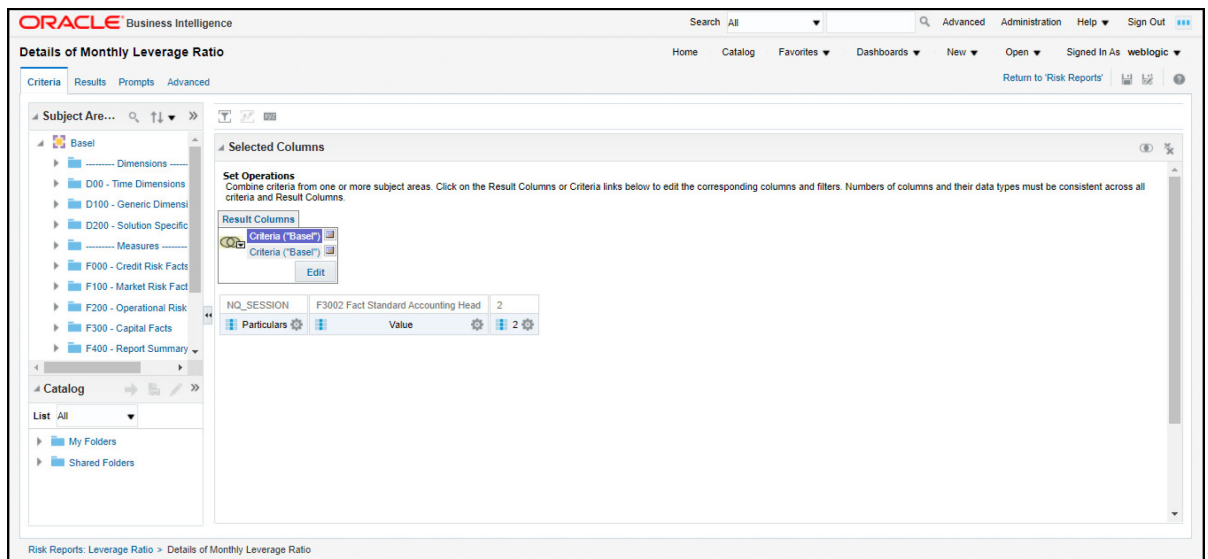 ORACLE Business Intelligence Search All Advanced Administration Help Sign Out
Details of Monthly Leverage Ratio Home Catalog Favorites Dashboards New Open Signed In As weblogic
Criteria Results Prompts Advanced Return to 'Risk Reports'
Subject Are...
Basel
--------- Dimensions ------
D00 - Time Dimensions
D100 - Generic Dimensi
D200 - Solution Specific
--------- Measures --------
F000 - Credit Risk Facts
F100 - Market Risk Fact
F200 - Operational Risk
F300 - Capital Facts
F400 - Report Summary
Catalog
List All
My Folders
Shared Folders
Selected Columns
Set Operations
Combine criteria from one or more subject areas. Click on the Result Columns or Criteria links below to edit the corresponding columns and filters. Numbers of columns and their data types must be consistent across all
criteria and Result Columns.
Result Columns
Criteria ("Basel")
Criteria ("Basel")
Edit
NQ_SESSION F3002 Fact Standard Accounting Head 2
Particulars Value 2
Risk Reports: Leverage Ratio > Details of Monthly Leverage Ratio